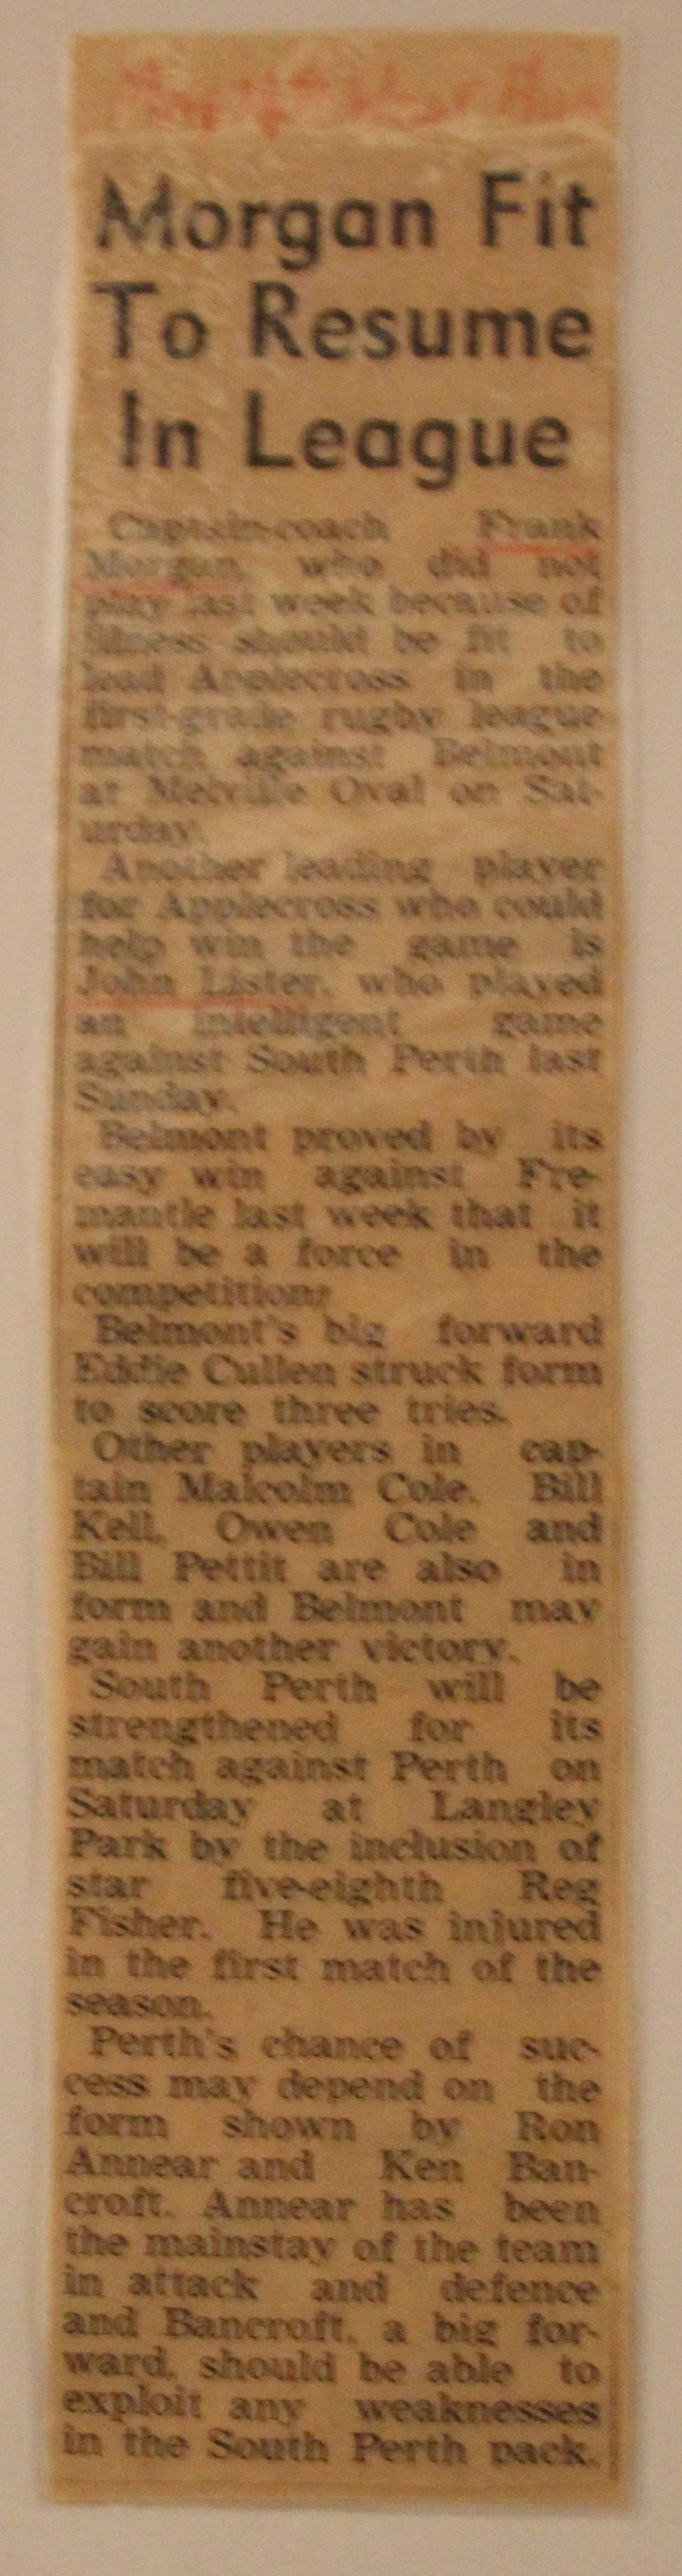 Morgan Fit
To Resume
In League
Captain-coach Frank
Morgan, who did not
play last week because of
illness should be fit to
lead Applecross in the
first-grade rugby league
match against Belmont
at Melville Oval on Sat-
urday.
Another leading player
for Applecross who could
help win the game is
John Lister, who played
an intelligent game
against South Perth last
Sunday.
Belmont proved by its
easy win against Fre-
mantle last week that it
will be a force in the
competition
Belmont's big forward
Eddie Cullen struck form
to score three tries.
Other players in cap-
tain Malcolm Cole, Bill
Kell, Owen Cole and
Bill Pettit are also in
form and Belmont may
gain another victory.
South Perth will be
strengthened for its
match against Perth on
Saturday at Langley
Park by the inclusion of
star five-eighth Reg
Fisher. He was injured
in the first match of the
season.
Perth's chance of suc-
cess may depend on the
form shown by Ron
Annear and Ken Ban-
croft. Annear has been
the mainstay of the team
in attack and defence
and Bancroft, a big for-
ward, should be able to
exploit any weaknesses
in the South Perth pack.